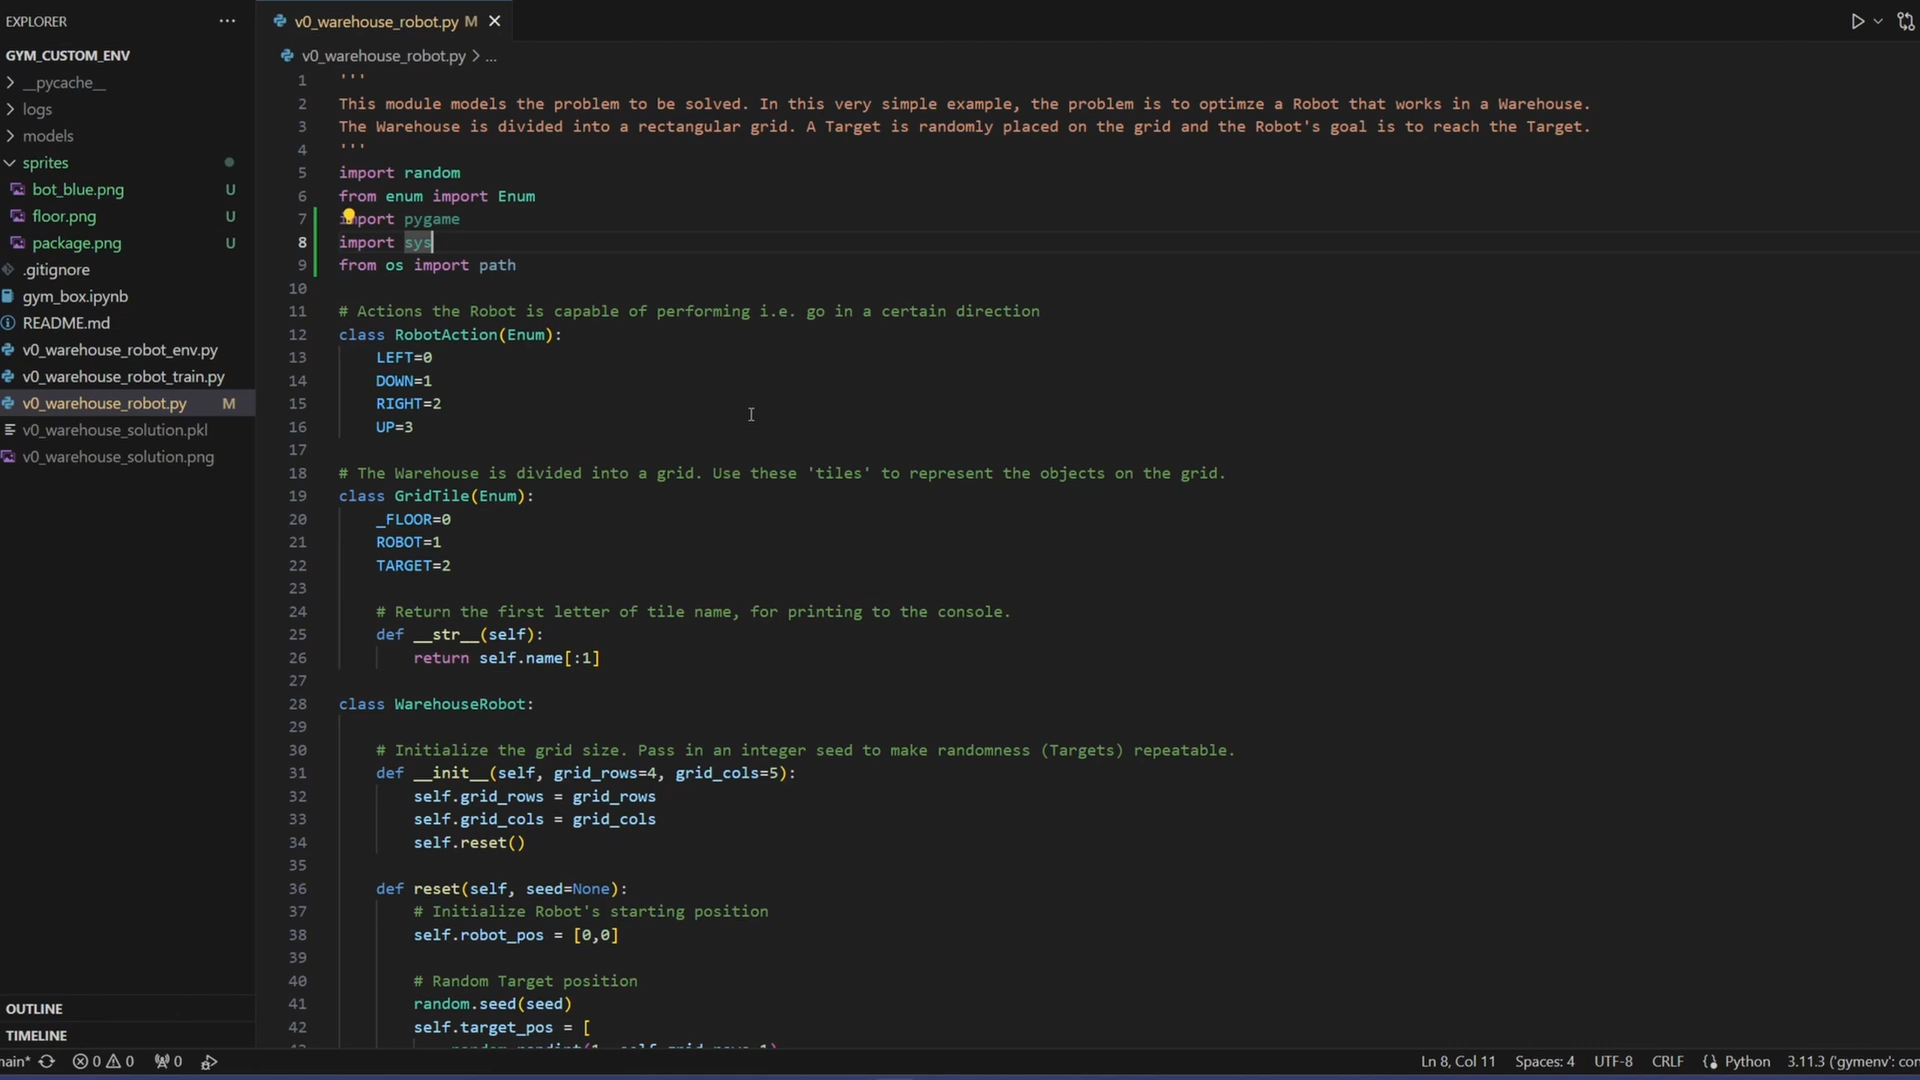 EXPLORER
GYM_CUSTOM_ENV
__pycache__
logs
models
sprites
bot_blue.png U
floor.png U
package.png U
.gitignore
gym_box.ipynb
README.md
v0_warehouse_robot_env.py
v0_warehouse_robot_train.py
v0_warehouse_robot.py M
v0_warehouse_solution.pkl
v0_warehouse_solution.png
OUTLINE
TIMELINE
v0_warehouse_robot.py M
v0_warehouse_robot.py > ...
1 '''
2 This module models the problem to be solved. In this very simple example, the problem is to optimze a Robot that works in a Warehouse.
3 The Warehouse is divided into a rectangular grid. A Target is randomly placed on the grid and the Robot's goal is to reach the Target.
4 '''
5 import random
6 from enum import Enum
7 import pygame
8 import sys
9 from os import path
10
11 # Actions the Robot is capable of performing i.e. go in a certain direction
12 class RobotAction(Enum):
13 LEFT=0
14 DOWN=1
15 RIGHT=2
16 UP=3
17
18 # The Warehouse is divided into a grid. Use these 'tiles' to represent the objects on the grid.
19 class GridTile(Enum):
20 _FLOOR=0
21 ROBOT=1
22 TARGET=2
23
24 # Return the first letter of tile name, for printing to the console.
25 def __str__(self):
26 return self.name[:1]
27
28 class WarehouseRobot:
29
30 # Initialize the grid size. Pass in an integer seed to make randomness (Targets) repeatable.
31 def __init__(self, grid_rows=4, grid_cols=5):
32 self.grid_rows = grid_rows
33 self.grid_cols = grid_cols
34 self.reset()
35
36 def reset(self, seed=None):
37 # Initialize Robot's starting position
38 self.robot_pos = [0,0]
39
40 # Random Target position
41 random.seed(seed)
42 self.target_pos = [
main* 0 0 0 Ln 8, Col 11 Spaces: 4 UTF-8 CRLF Python 3.11.3 ('gymenv': con